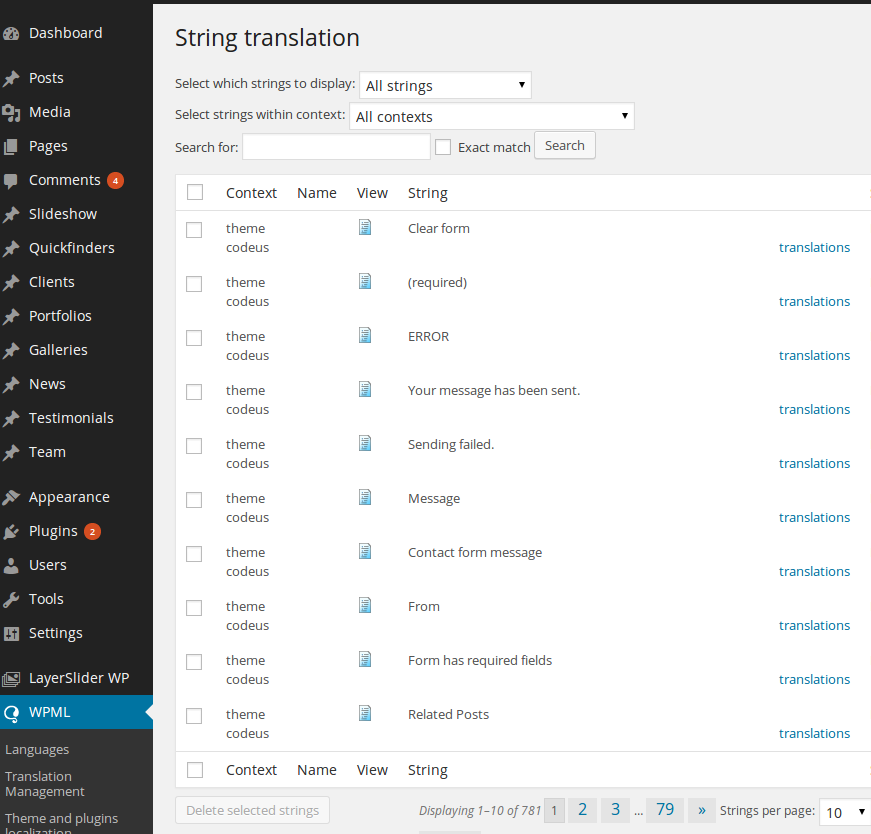 Dashboard
Posts
Media
Pages
Comments 4
Slideshow
Quickfinders
Clients
Portfolios
Galleries
News
Testimonials
Team
Appearance
Plugins 2
Users
Tools
Settings
LayerSlider WP
WPML
Languages
Translation
Management
Theme and plugins
localization
String translation
Select which strings to display: All strings
Select strings within context: All contexts
Search for: Exact match Search
Context Name View String
theme Clear form
codeus translations
theme (required)
codeus translations
theme ERROR
codeus translations
theme Your message has been sent.
codeus translations
theme Sending failed.
codeus translations
theme Message
codeus translations
theme Contact form message
codeus translations
theme From
codeus translations
theme Form has required fields
codeus translations
theme Related Posts
codeus translations
Context Name View String
Delete selected strings Displaying 1–10 of 781 1 2 3 ... 79 » Strings per page: 10